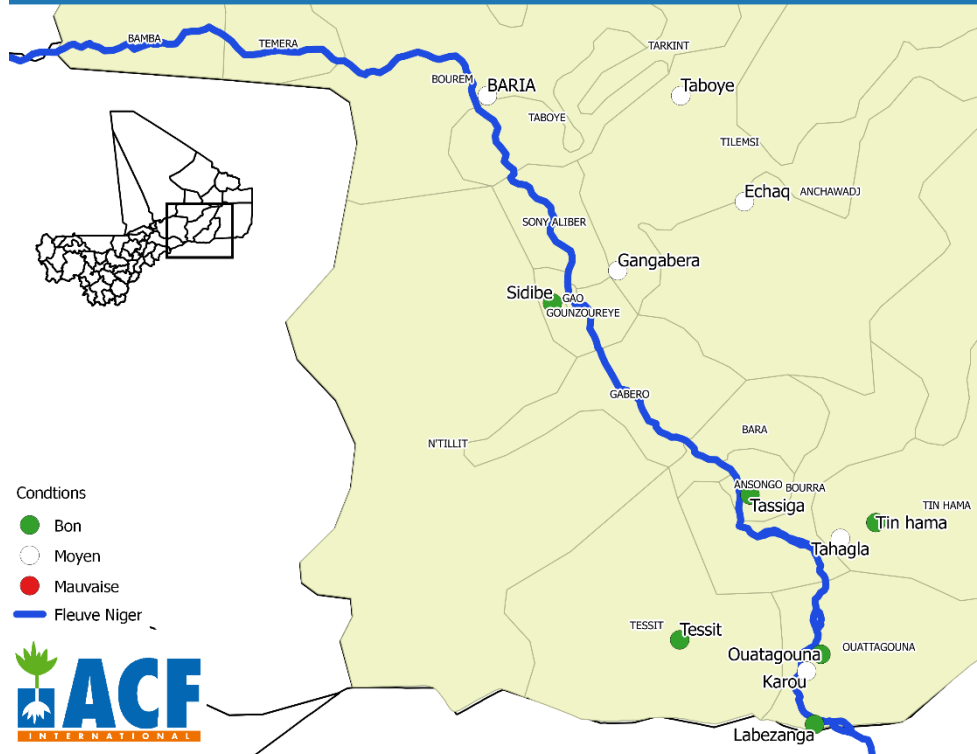 BAMBA
TEMERA
TARKINT
BOUREM
BARIA
Taboye
TABOYE
TILEMSI
Echaq
ANCHAWADJ
SONY ALIBER
Gangabera
Sidibe
GAO
GOUNZOUREYE
GABERO
BARA
N'TILLIT
ANSONGO
BOURRA
Tassiga
TIN HAMA
Tin hama
Tahagla
Condtions
Bon
Moyen
Mauvaise
Fleuve Niger
TESSIT
Tessit
Ouatagouna
OUATTAGOUNA
Karou
Labezanga
ACF
INTERNATIONAL